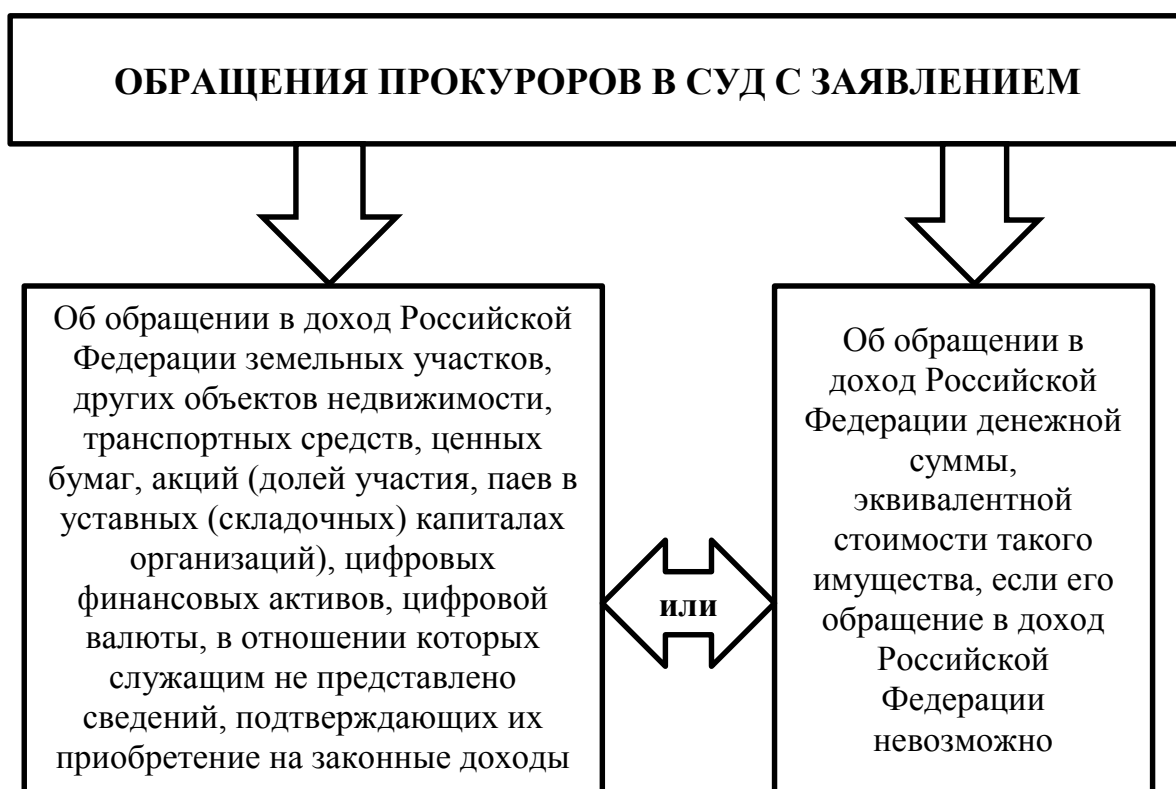 ОБРАЩЕНИЯ ПРОКУРОРОВ В СУД С ЗАЯВЛЕНИЕМ
Об обращении в доход Российской
Федерации земельных участков,
других объектов недвижимости,
транспортных средств, ценных
бумаг, акций (долей участия, паев в
уставных (складочных) капиталах
организаций), цифровых
финансовых активов, цифровой
валюты, в отношении которых
служащим не представлено
сведений, подтверждающих их
приобретение на законные доходы
или
Об обращении в
доход Российской
Федерации денежной
суммы,
эквивалентной
стоимости такого
имущества, если его
обращение в доход
Российской
Федерации
невозможно